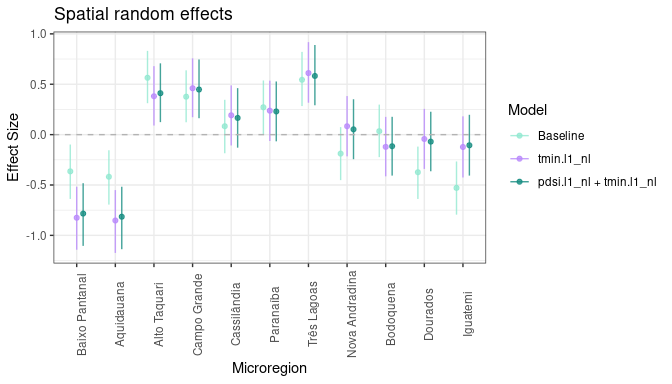 Spatial random effects
Effect Size
1.0
0.5
0.0
-0.5
-1.0
Baixo Pantanal
Aquidauana
Alto Taquari
Campo Grande
Cassilândia
Paranaíba
Três Lagoas
Nova Andradina
Bodoquena
Dourados
Iguatemi
Microregion
Model
Baseline
tmin.l1_nl
pdsi.l1_nl + tmin.l1_nl